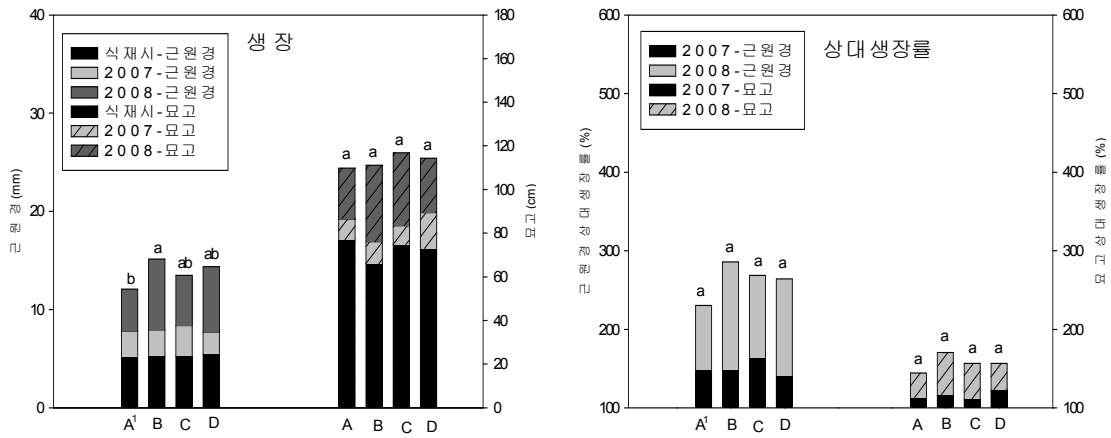 생 장
식재시-근원경
2007-근원경
2008-근원경
식재시-묘고
2007-묘고
2008-묘고
근원경 (mm)
40
30
20
10
0
b
a
ab
ab
a
a
a
a
A¹
B
C
D
A
B
C
D
180
160
140
120
100
80
60
40
20
0
묘고 (cm)
상대생장률
2007-근원경
2008-근원경
2007-묘고
2008-묘고
근원경상대생장률 (%)
600
500
400
300
200
100
a
a
a
a
a
a
a
a
A¹
B
C
D
A
B
C
D
600
500
400
300
200
100
묘고상대생장률 (%)